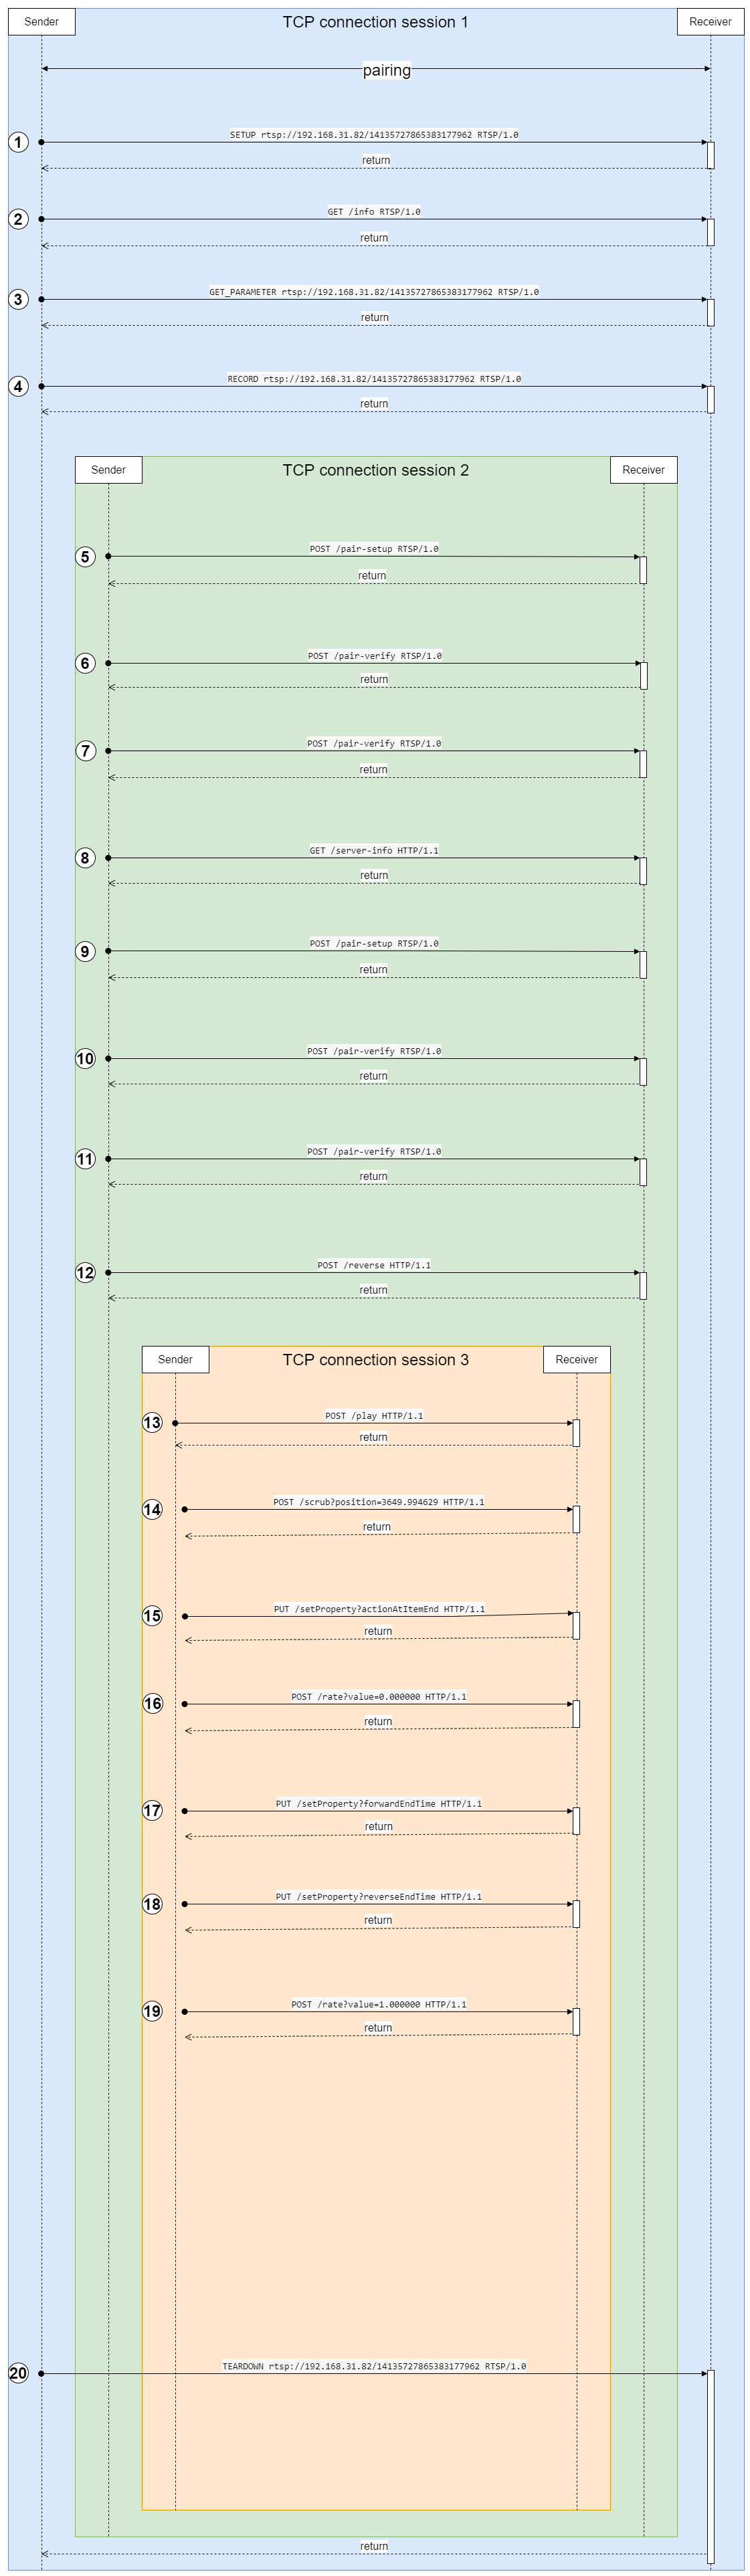 Sender
TCP connection session 1
Receiver
pairing
1
SETUP rtsp://192.168.31.82/14135727865383177962 RTSP/1.0
return
2
GET /info RTSP/1.0
return
3
GET_PARAMETER rtsp://192.168.31.82/14135727865383177962 RTSP/1.0
return
4
RECORD rtsp://192.168.31.82/14135727865383177962 RTSP/1.0
return
Sender
TCP connection session 2
Receiver
5
POST /pair-setup RTSP/1.0
return
6
POST /pair-verify RTSP/1.0
return
7
POST /pair-verify RTSP/1.0
return
8
GET /server-info HTTP/1.1
return
9
POST /pair-setup RTSP/1.0
return
10
POST /pair-verify RTSP/1.0
return
11
POST /pair-verify RTSP/1.0
return
12
POST /reverse HTTP/1.1
return
Sender
TCP connection session 3
Receiver
13
POST /play HTTP/1.1
return
14
POST /scrub?position=3649.994629 HTTP/1.1
return
15
PUT /setProperty?actionAtItemEnd HTTP/1.1
return
16
POST /rate?value=0.000000 HTTP/1.1
return
17
PUT /setProperty?forwardEndTime HTTP/1.1
return
18
PUT /setProperty?reverseEndTime HTTP/1.1
return
19
POST /rate?value=1.000000 HTTP/1.1
return
20
TEARDOWN rtsp://192.168.31.82/14135727865383177962 RTSP/1.0
return